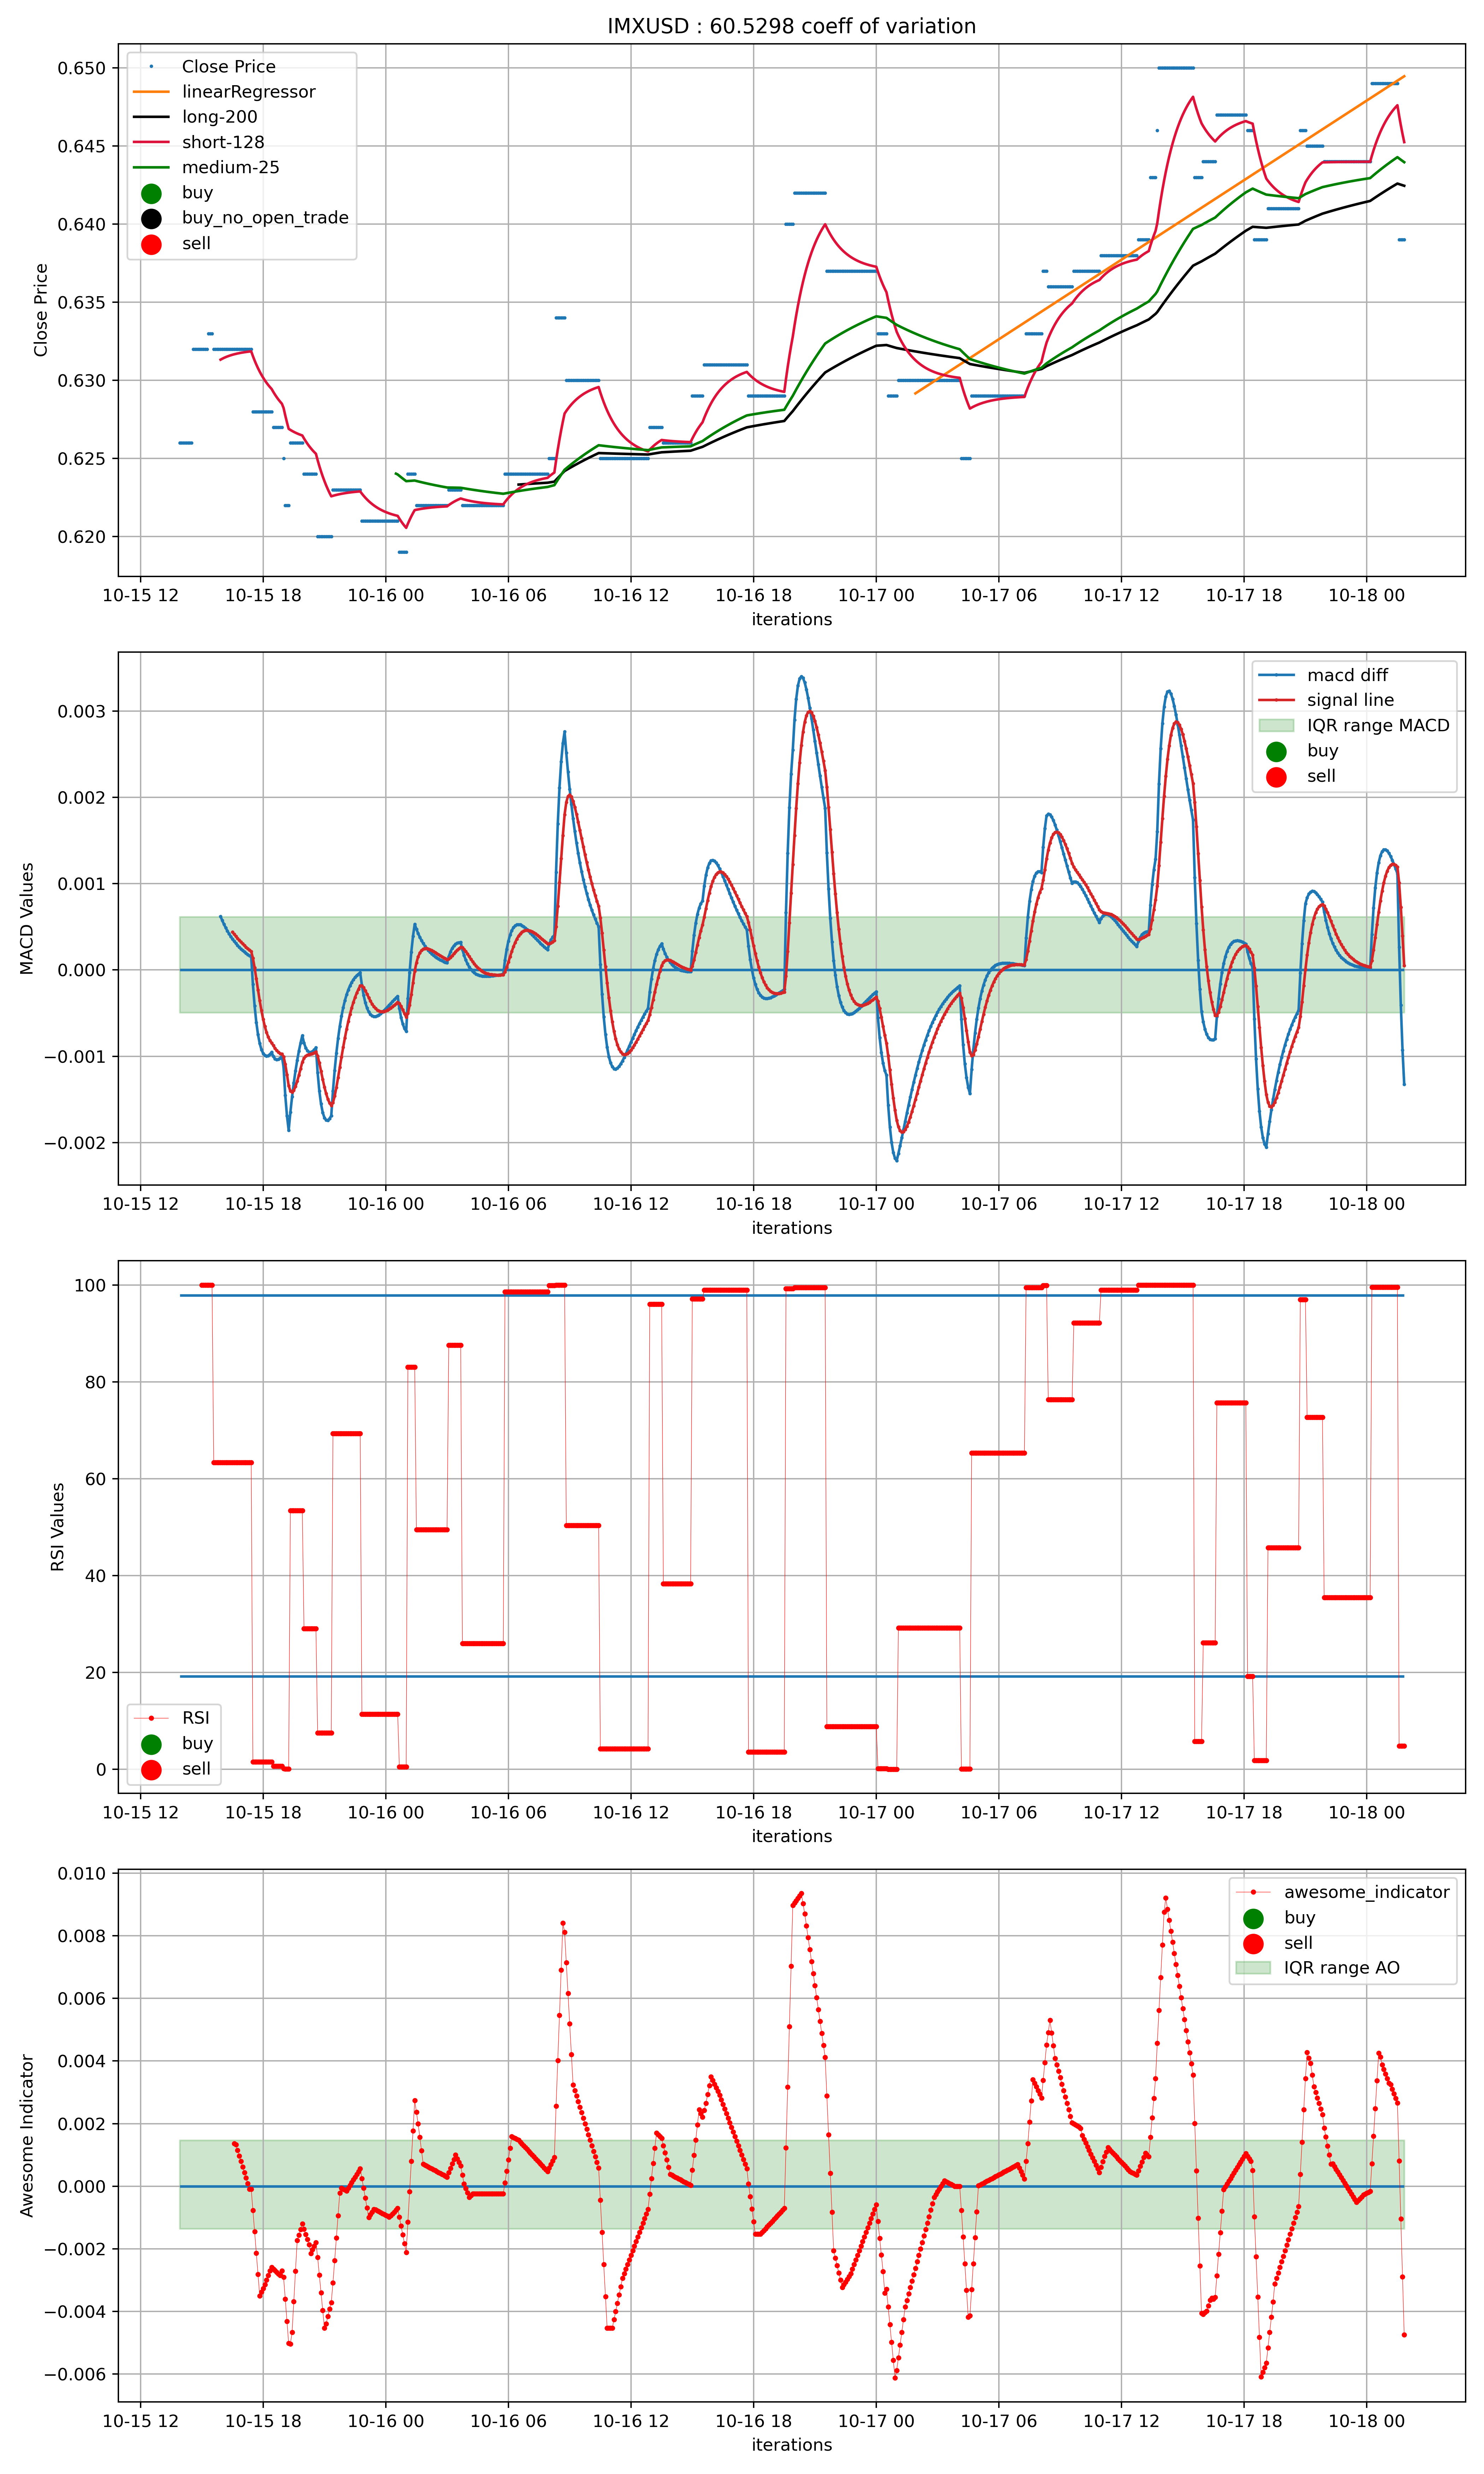 IMXUSD : 60.5298 coeff of variation
Close Price
linearRegressor
long-200
short-128
medium-25
buy
buy_no_open_trade
sell
Close Price
0.650
0.645
0.640
0.635
0.630
0.625
0.620
10-15 12 10-15 18 10-16 00 10-16 06 10-16 12 10-16 18 10-17 00 10-17 06 10-17 12 10-17 18 10-18 00
iterations
macd diff
signal line
IQR range MACD
buy
sell
MACD Values
0.003
0.002
0.001
0.000
−0.001
−0.002
10-15 12 10-15 18 10-16 00 10-16 06 10-16 12 10-16 18 10-17 00 10-17 06 10-17 12 10-17 18 10-18 00
iterations
RSI Values
100
80
60
40
20
0
RSI
buy
sell
10-15 12 10-15 18 10-16 00 10-16 06 10-16 12 10-16 18 10-17 00 10-17 06 10-17 12 10-17 18 10-18 00
iterations
awesome_indicator
buy
sell
IQR range AO
Awesome Indicator
0.010
0.008
0.006
0.004
0.002
0.000
−0.002
−0.004
−0.006
10-15 12 10-15 18 10-16 00 10-16 06 10-16 12 10-16 18 10-17 00 10-17 06 10-17 12 10-17 18 10-18 00
iterations